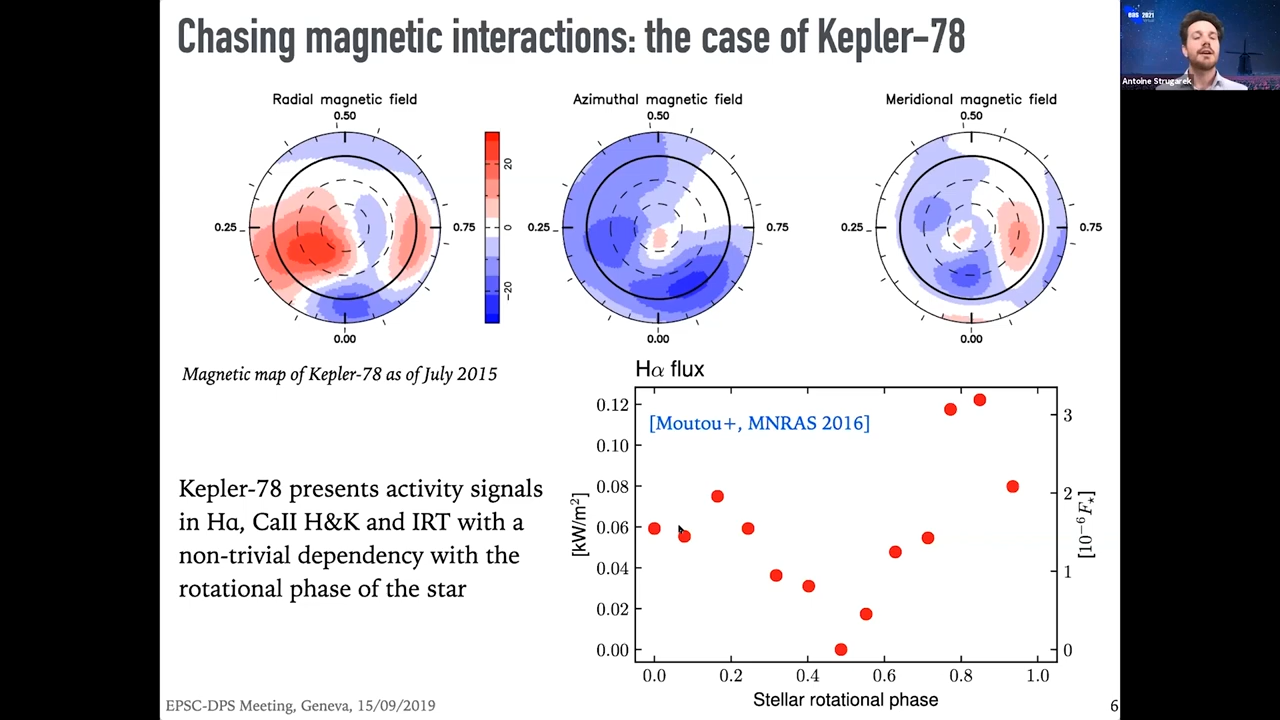 Chasing magnetic interactions: the case of Kepler-78
EDS 2021
Antoine Strugarek
Radial magnetic field
Azimuthal magnetic field
Meridional magnetic field
0.50
0.50
0.50
20
0
-20
0.25
0.75
0.25
0.75
0.25
0.75
0.00
0.00
0.00
Magnetic map of Kepler-78 as of July 2015
Hα flux
[Moutou+, MNRAS 2016]
0.12
0.10
0.08
0.06
0.04
0.02
0.00
[kW/m²]
3
2
1
0
[10⁻⁶F⋆]
0.0 0.2 0.4 0.6 0.8 1.0
Stellar rotational phase
Kepler-78 presents activity signals
in Hα, CaII H&K and IRT with a
non-trivial dependency with the
rotational phase of the star
EPSC-DPS Meeting, Geneva, 15/09/2019
6